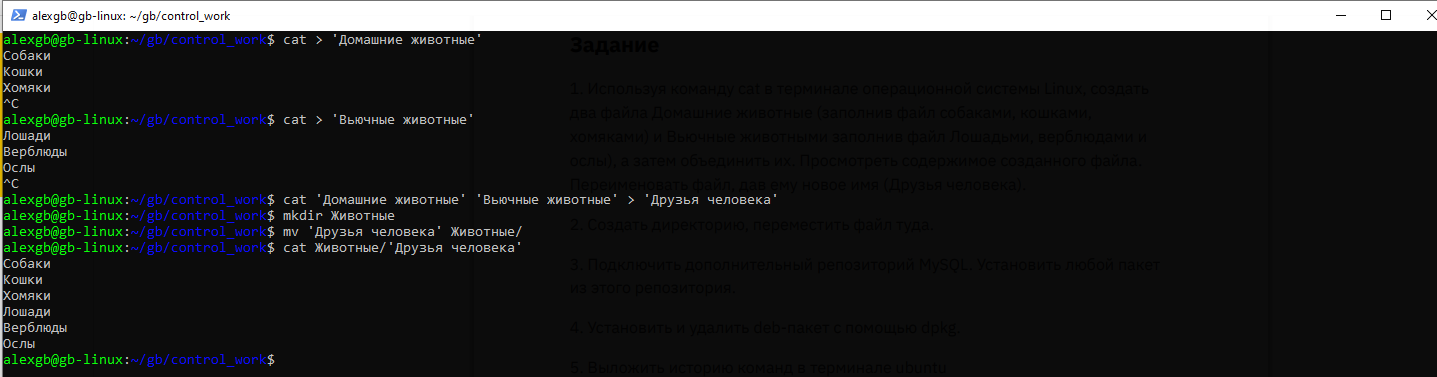 alexgb@gb-linux: ~/gb/control_work
alexgb@gb-linux:~/gb/control_work$ cat > 'Домашние животные'
Собаки
Кошки
Хомяки
^C
alexgb@gb-linux:~/gb/control_work$ cat > 'Вьючные животные'
Лошади
Верблюды
Ослы
^C
alexgb@gb-linux:~/gb/control_work$ cat 'Домашние животные' 'Вьючные животные' > 'Друзья человека'
alexgb@gb-linux:~/gb/control_work$ mkdir Животные
alexgb@gb-linux:~/gb/control_work$ mv 'Друзья человека' Животные/
alexgb@gb-linux:~/gb/control_work$ cat Животные/'Друзья человека'
Собаки
Кошки
Хомяки
Лошади
Верблюды
Ослы
alexgb@gb-linux:~/gb/control_work$
Задание
1. Используя команду cat в терминале операционной системы Linux, создать
два файла Домашние животные (заполнив файл собаками, кошками,
хомяками) и Вьючные животными заполнив файл Лошадьми, верблюдами и
ослы), а затем объединить их. Просмотреть содержимое созданного файла.
Переименовать файл, дав ему новое имя (Друзья человека).
2. Создать директорию, переместить файл туда.
3. Подключить дополнительный репозиторий MySQL. Установить любой пакет
из этого репозитория.
4. Установить и удалить deb-пакет с помощью dpkg.
5. Выложить историю команд в терминале ubuntu